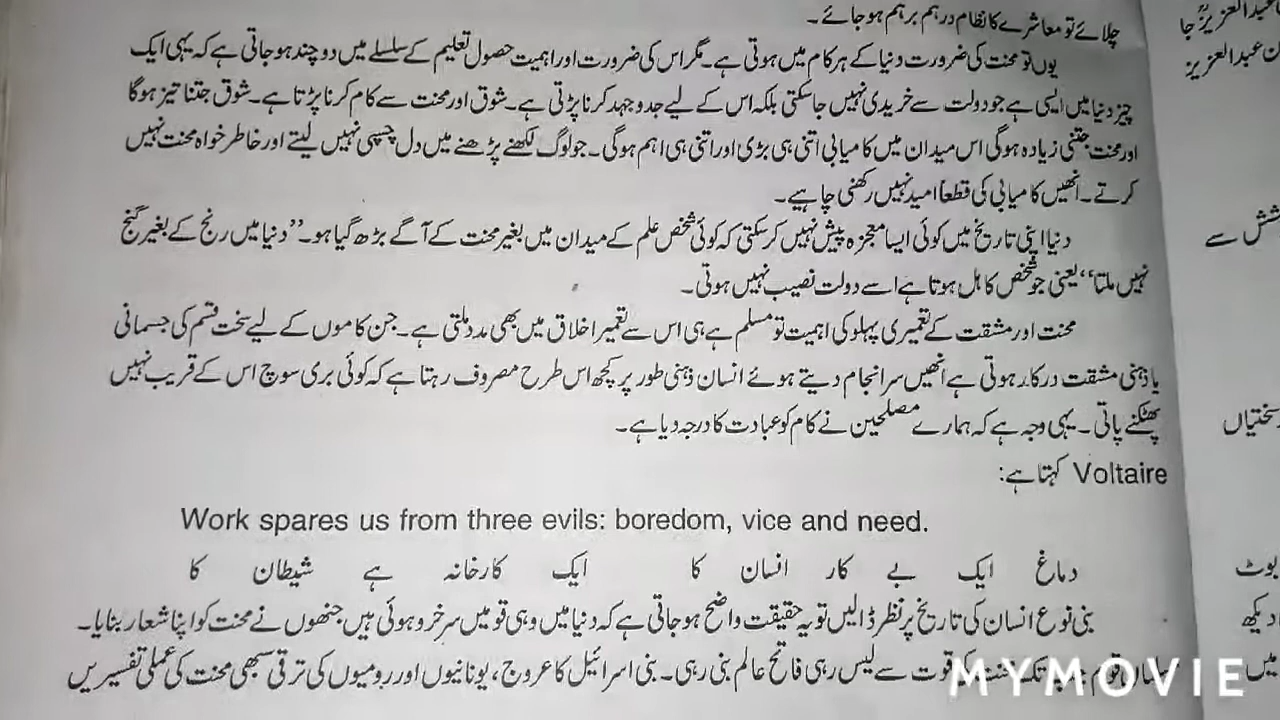 چلائے تو معاشرے کا نظام درہم برہم ہو جائے۔
یوں تو محنت کی ضرورت دنیا کے ہر کام میں ہوتی ہے۔ مگر اس کی ضرورت اور اہمیت حصول تعلیم کے سلسلے میں دو چند ہو جاتی ہے کہ یہی ایک
چیز دنیا میں ایسی ہے جو دولت سے خریدی نہیں جا سکتی بلکہ اس کے لیے جدوجہد کرنا پڑتی ہے۔ شوق اور محنت سے کام کرنا پڑتا ہے۔ شوق جتنا تیز ہوگا
اور محنت جتنی زیادہ ہوگی اس میدان میں کامیابی اتنی ہی بڑی اور اتنی ہی اہم ہوگی۔ جو لوگ لکھنے پڑھنے میں دل چسپی نہیں لیتے اور خاطر خواہ محنت نہیں
کرتے۔ انھیں کامیابی کی قطعاً امید نہیں رکھنی چاہیے۔
دنیا اپنی تاریخ میں کوئی ایسا معجزہ پیش نہیں کر سکتی کہ کوئی شخص علم کے میدان میں بغیر محنت کے آگے بڑھ گیا ہو۔ ”دنیا میں رنج کے بغیر گنج
نہیں ملتا“ یعنی جو شخص کاہل ہوتا ہے اسے دولت نصیب نہیں ہوتی۔
محنت اور مشقت کے تعمیری پہلو کی اہمیت تو مسلم ہے ہی اس سے تعمیر اخلاق میں بھی مدد ملتی ہے۔ جن کاموں کے لیے سخت قسم کی جسمانی
یا ذہنی مشقت درکار ہوتی ہے انھیں سر انجام دیتے ہوئے انسان ذہنی طور پر کچھ اس طرح مصروف رہتا ہے کہ کوئی بری سوچ اس کے قریب نہیں
پھٹکنے پاتی۔ یہی وجہ ہے کہ ہمارے مصلحین نے کام کو عبادت کا درجہ دیا ہے۔
Voltaire کہتا ہے:
Work spares us from three evils: boredom, vice and need.
دماغ ایک بے کار انسان کا ایک کارخانہ ہے شیطان کا
بنی نوع انسان کی تاریخ پر نظر ڈالیں تو یہ حقیقت واضح ہو جاتی ہے کہ دنیا میں وہی قومیں سرخرو ہوئی ہیں جنھوں نے محنت کو اپنا شعار بنایا۔
قوت سے لیس رہی فاتح عالم بنی رہی۔ بنی اسرائیل کا عروج، یونانیوں اور رومیوں کی ترقی سبھی محنت کی عملی تفسیریں
عبدالعزیزؒ جا
ن عبدالعزیز
شش سے
سختیاں
بوٹ
دیکھ
میں
MYMOVIE